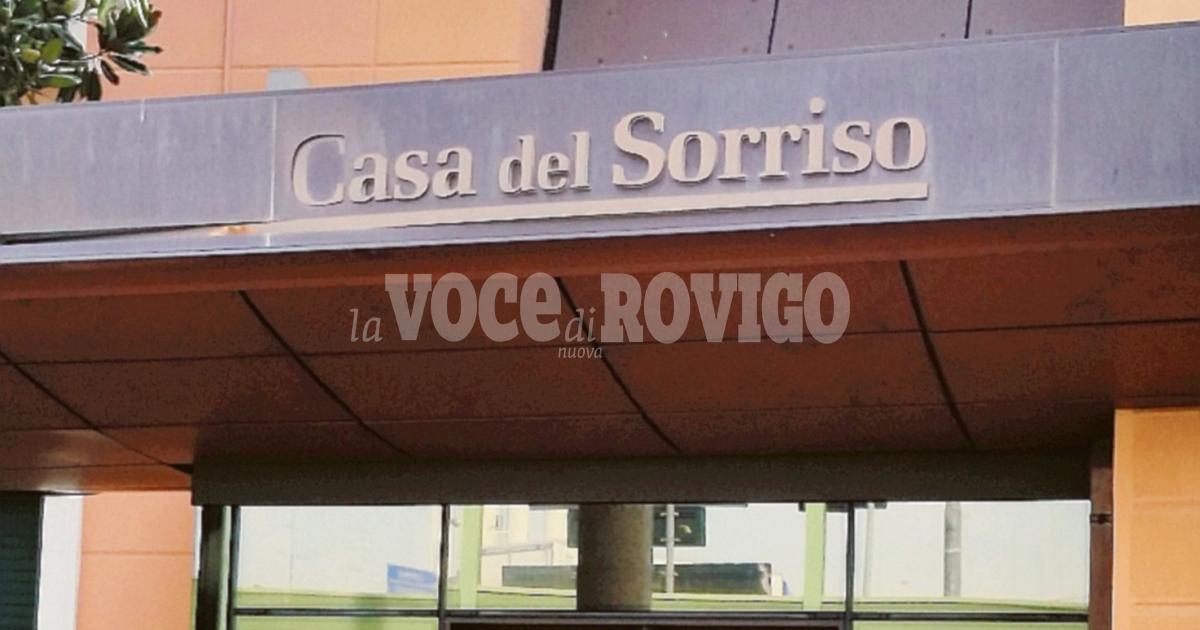 Casa del Sorriso
la VOCE di ROVIGO
nuova